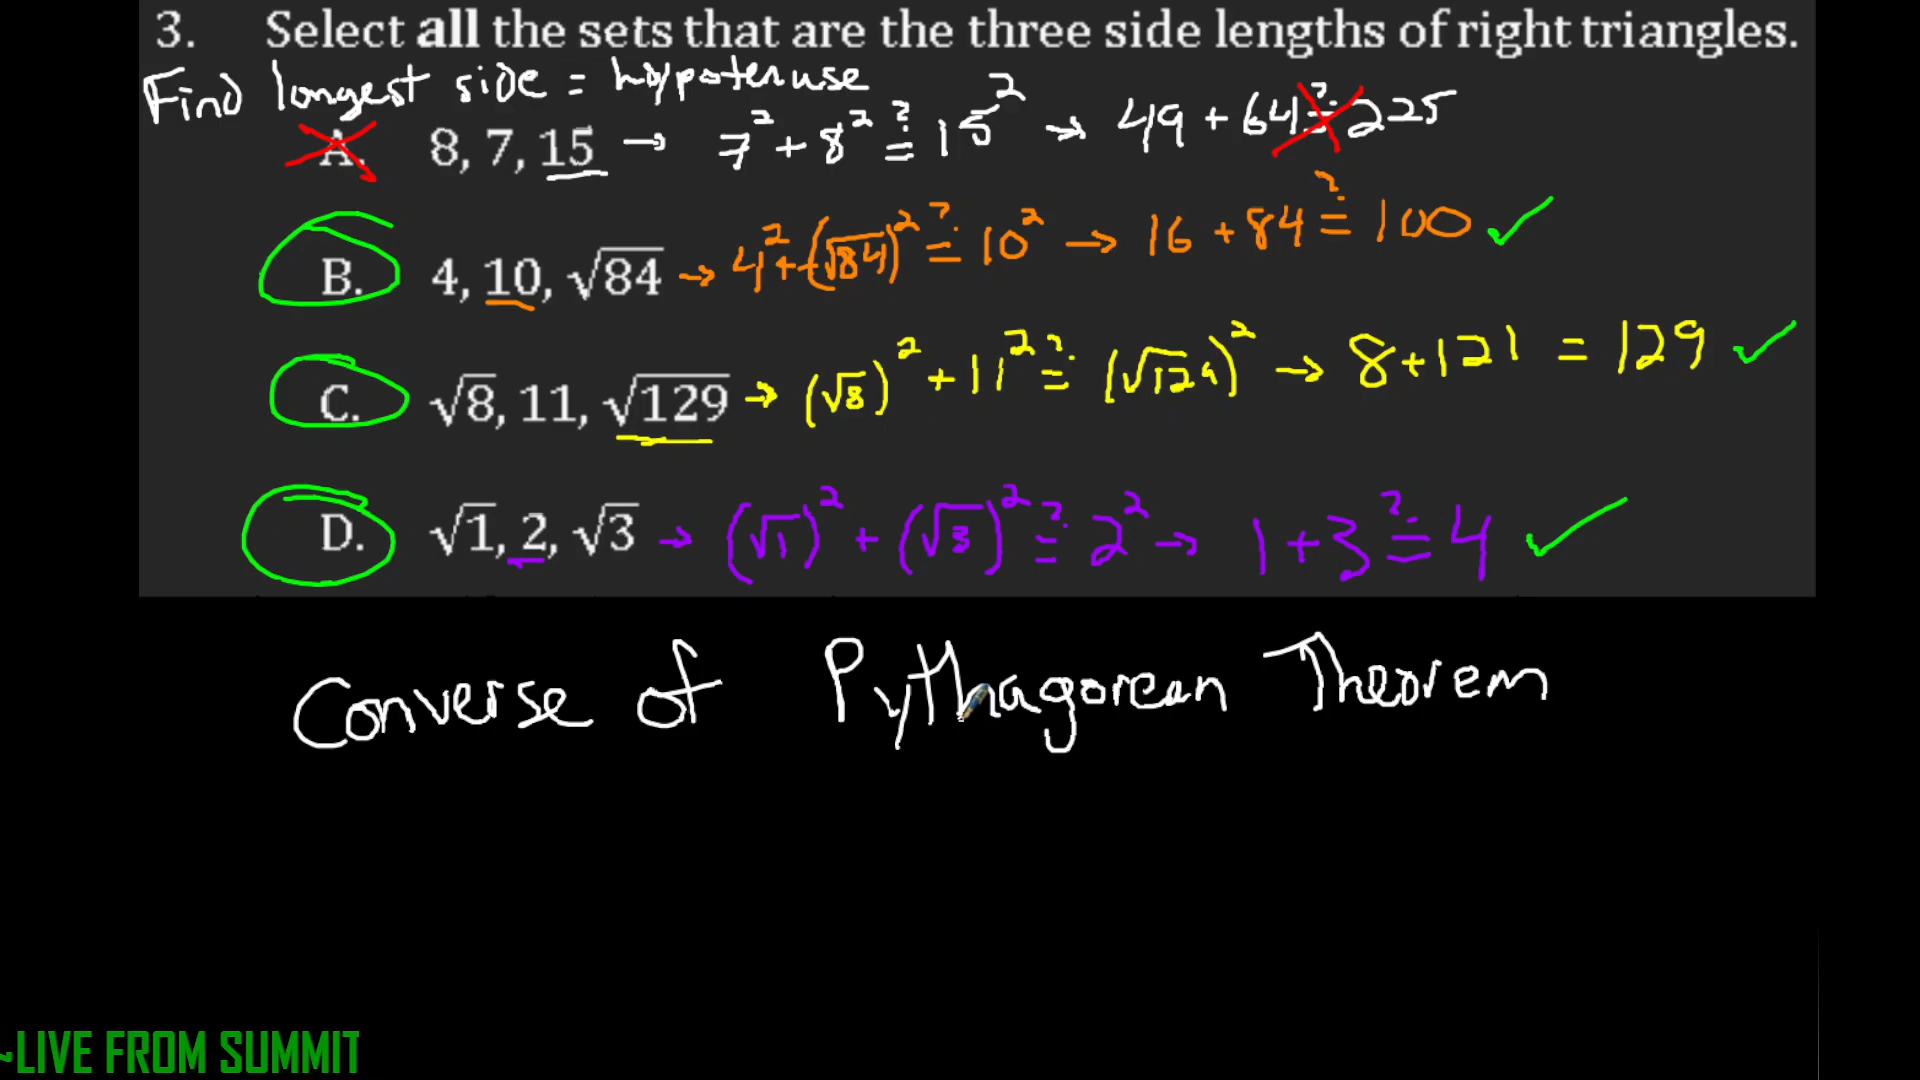 3. Select all the sets that are the three side lengths of right triangles.
Find longest side = hypotenuse
A. 8, 7, 15 → 7² + 8² ≟ 15² → 49 + 64 ≟ 225
B. 4, 10, √84 → 4² + (√84)² ≟ 10² → 16 + 84 ≟ 100 ✓
C. √8, 11, √129 → (√8)² + 11² ≟ (√129)² → 8 + 121 = 129 ✓
D. √1, 2, √3 → (√1)² + (√3)² ≟ 2² → 1 + 3 ≟ 4 ✓
Converse of Pythagorean Theorem
~LIVE FROM SUMMIT